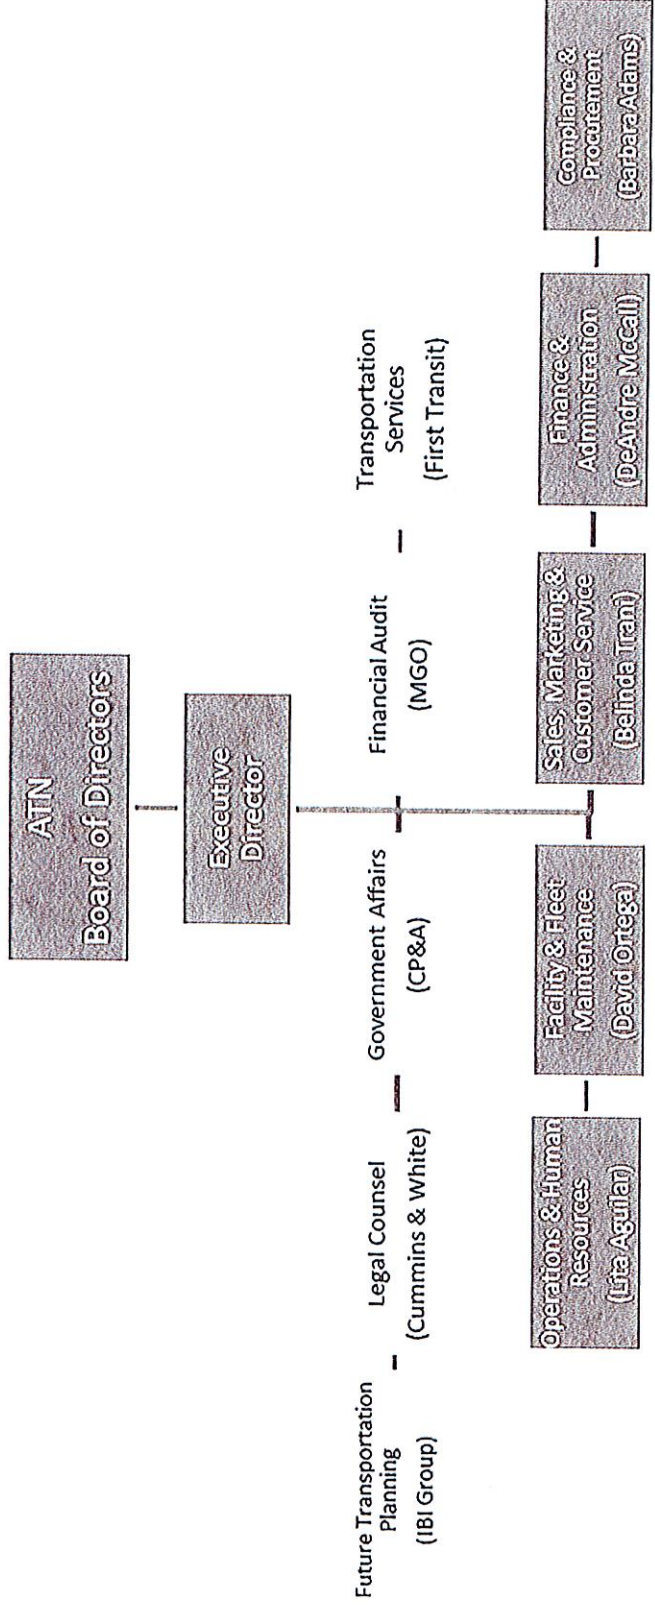 ATN
Board of Directors
Executive
Director
Future Transportation
Planning
(IBI Group)
Legal Counsel
(Cummins & White)
Government Affairs
(CP&A)
Financial Audit
(MGO)
Transportation
Services
(First Transit)
Operations & Human
Resources
(Lita Aguilar)
Facility & Fleet
Maintenance
(David Ortega)
Sales, Marketing &
Customer Service
(Belinda Trani)
Finance &
Administration
(DeAndre McCall)
Compliance &
Procutement
(Barbara Adams)